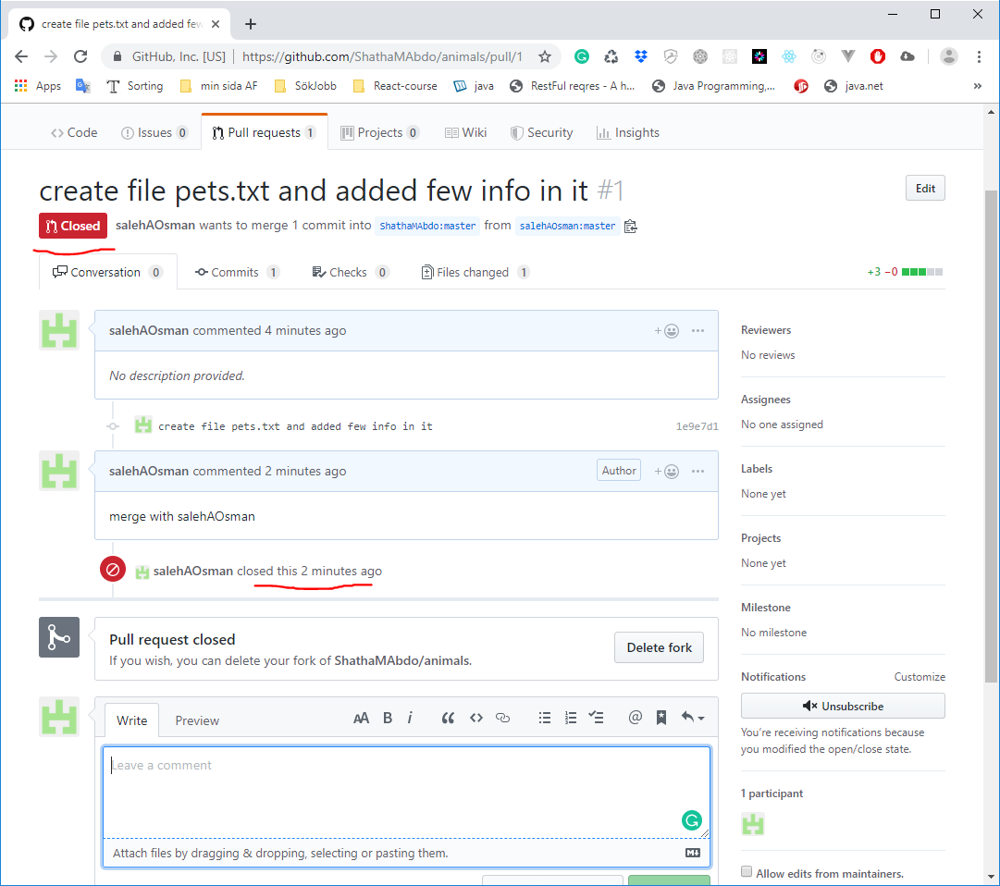 create file pets.txt and added few
GitHub, Inc. [US] | https://github.com/ShathaMAbdo/animals/pull/1
Apps Sorting min sida AF SökJobb React-course java RestFul reqres - A h... Java Programming,... java.net »
Code Issues 0 Pull requests 1 Projects 0 Wiki Security Insights
create file pets.txt and added few info in it #1
Edit
Closed salehAOsman wants to merge 1 commit into ShathaMAbdo:master from salehAOsman:master
Conversation 0 Commits 1 Checks 0 Files changed 1 +3 −0
salehAOsman commented 4 minutes ago
No description provided.
create file pets.txt and added few info in it 1e9e7d1
salehAOsman commented 2 minutes ago Author
merge with salehAOsman
salehAOsman closed this 2 minutes ago
Pull request closed
If you wish, you can delete your fork of ShathaMAbdo/animals.
Delete fork
Write Preview AA B i @
Leave a comment
Attach files by dragging & dropping, selecting or pasting them.
Reviewers
No reviews
Assignees
No one assigned
Labels
None yet
Projects
None yet
Milestone
No milestone
Notifications Customize
Unsubscribe
You're receiving notifications because
you modified the open/close state.
1 participant
Allow edits from maintainers.